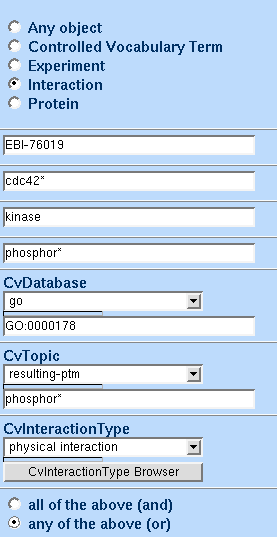 Any object
Controlled Vocabulary Term
Experiment
Interaction
Protein
EBI-76019
cdc42*
kinase
phosphor*
CvDatabase
go
GO:0000178
CvTopic
resulting-ptm
phosphor*
CvInteractionType
physical interaction
CvInteractionType Browser
all of the above (and)
any of the above (or)